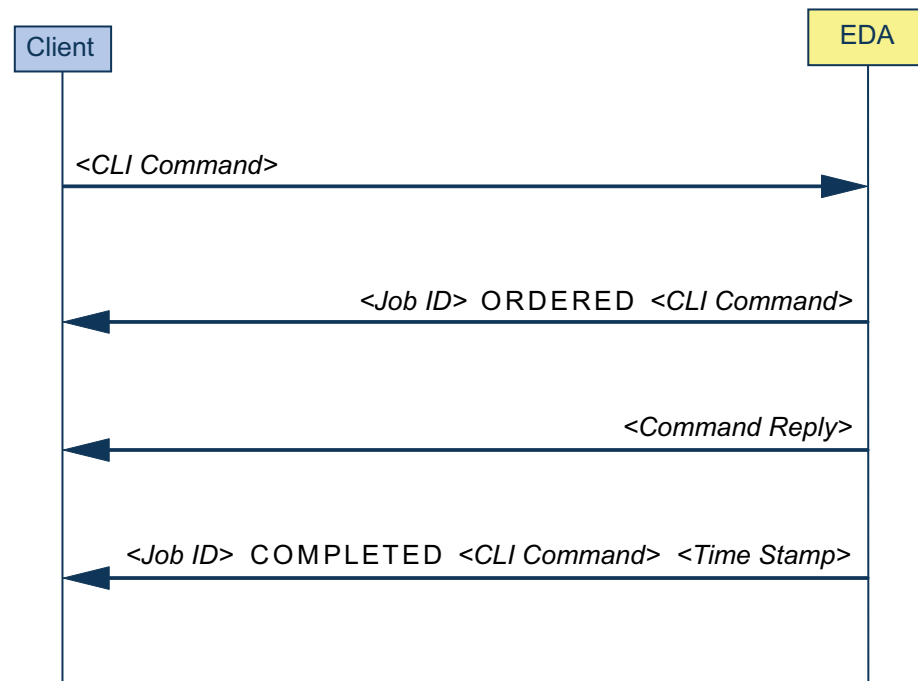 Client
EDA
<CLI Command>
<Job ID> ORDERED <CLI Command>
<Command Reply>
<Job ID> COMPLETED <CLI Command> <Time Stamp>